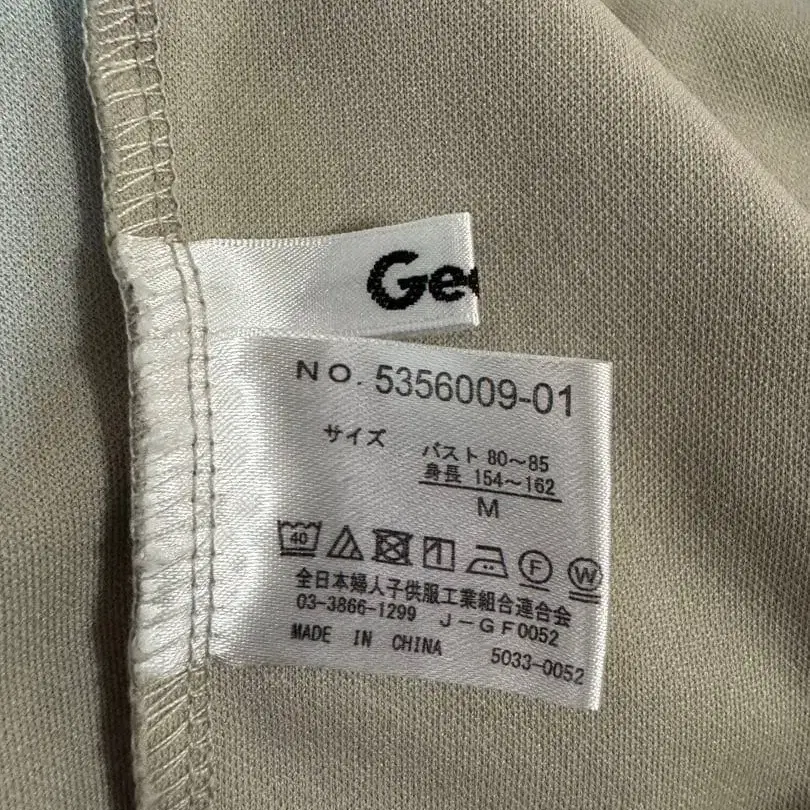 Ge
NO. 5356009-01
サイズ
バスト 80～85
身長 154～162
M
40
F
W
全日本婦人子供服工業組合連合会
03-3866-1299 J-GF0052
MADE IN CHINA
5033-0052